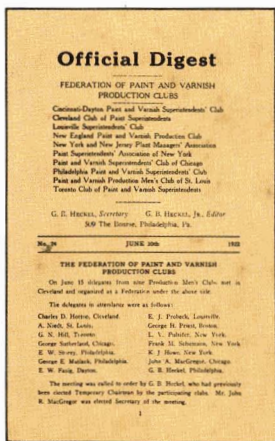 Official Digest
FEDERATION OF PAINT AND VARNISH
PRODUCTION CLUBS
Cincinnati-Dayton Paint and Varnish Superintendents' Club
Cleveland Club of Paint Superintendents
Louisville Superintendents' Club
New England Paint and Varnish Production Club
New York and New Jersey Plant Managers' Association
Paint Superintendents' Association of New York
Paint and Varnish Superintendents' Club of Chicago
Philadelphia Paint and Varnish Superintendents' Club
Paint and Varnish Production Men's Club of St. Louis
Toronto Club of Paint and Varnish Superintendents
G. B. HECKEL, Secretary G. B. HECKEL, JR., Editor
509 The Bourse, Philadelphia, Pa.
No. JUNE 20th 1922
THE FEDERATION OF PAINT AND VARNISH
PRODUCTION CLUBS
On June 15 delegates from nine Production Men's Clubs met in
Cleveland and organized as a Federation under the above title.
The delegates in attendance were as follows:
Charles D. Horton, Cleveland. E. J. Probeck, Louisville.
A. Niedt, St. Louis. George H. Priest, Boston.
G. N. Hill, Toronto. L. V. Pulsifer, New York.
George Sutherland, Chicago. Frank M. Stevenson, New York.
E. W. Storey, Philadelphia. K. J. Howe, New York.
George E. Mutlack, Philadelphia. John A. MacGregor, Chicago.
E. W. Fasig, Dayton. G. B. Heckel, Philadelphia.
The meeting was called to order by G. B. Heckel, who had previously
been elected Temporary Chairman by the participating clubs. Mr. John
R. MacGregor was elected Secretary of the meeting.
1